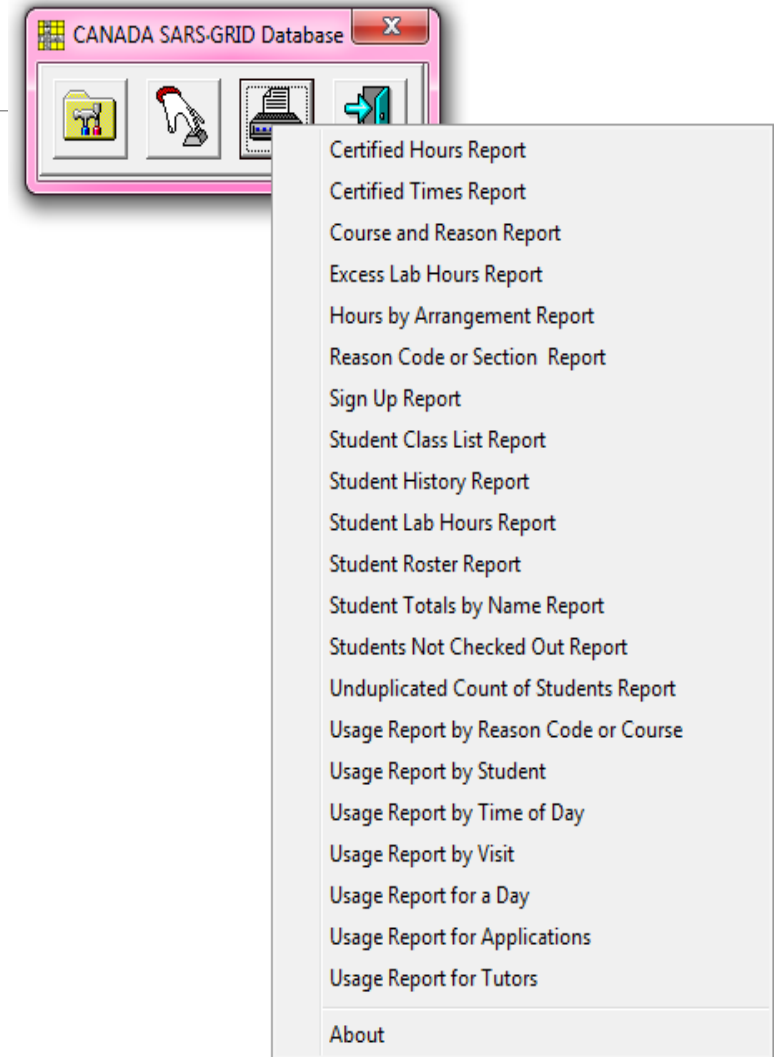 CANADA SARS-GRID Database
Certified Hours Report
Certified Times Report
Course and Reason Report
Excess Lab Hours Report
Hours by Arrangement Report
Reason Code or Section  Report
Sign Up Report
Student Class List Report
Student History Report
Student Lab Hours Report
Student Roster Report
Student Totals by Name Report
Students Not Checked Out Report
Unduplicated Count of Students Report
Usage Report by Reason Code or Course
Usage Report by Student
Usage Report by Time of Day
Usage Report by Visit
Usage Report for a Day
Usage Report for Applications
Usage Report for Tutors
About